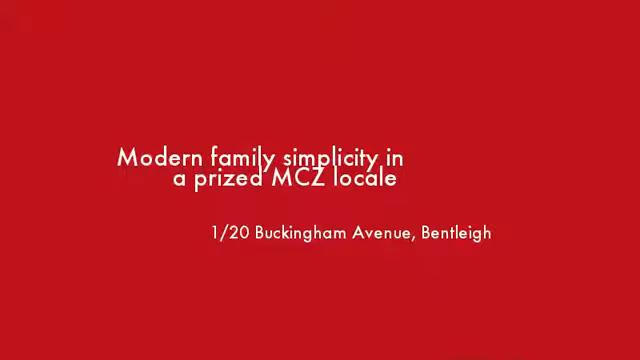 Modern family simplicity in
a prized MCZ locale
1/20 Buckingham Avenue, Bentleigh